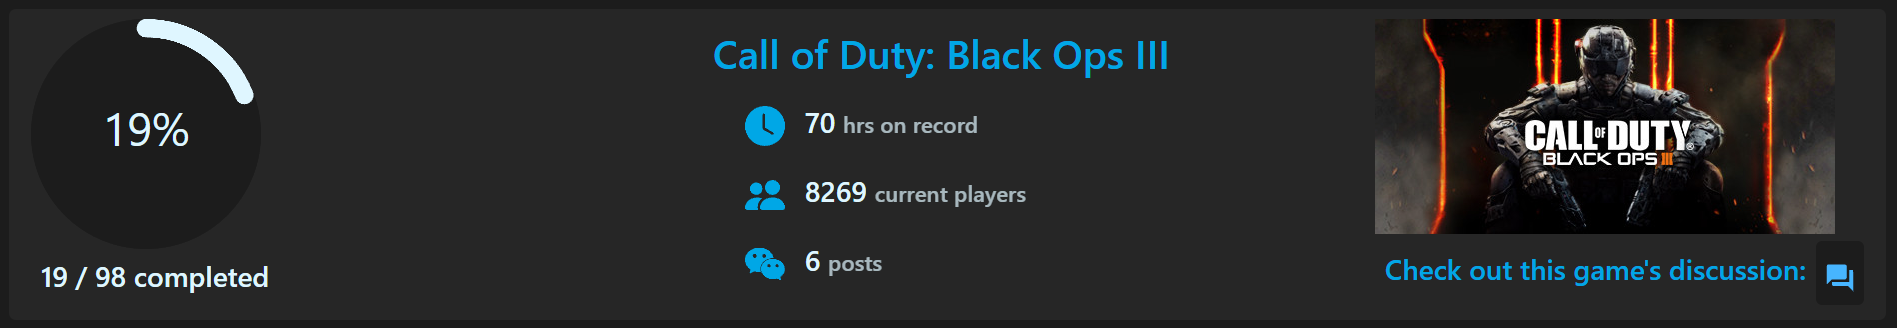 19%
19 / 98 completed
Call of Duty: Black Ops III
70 hrs on record
8269 current players
6 posts
CALL OF DUTY®
BLACK OPS III
Check out this game's discussion: